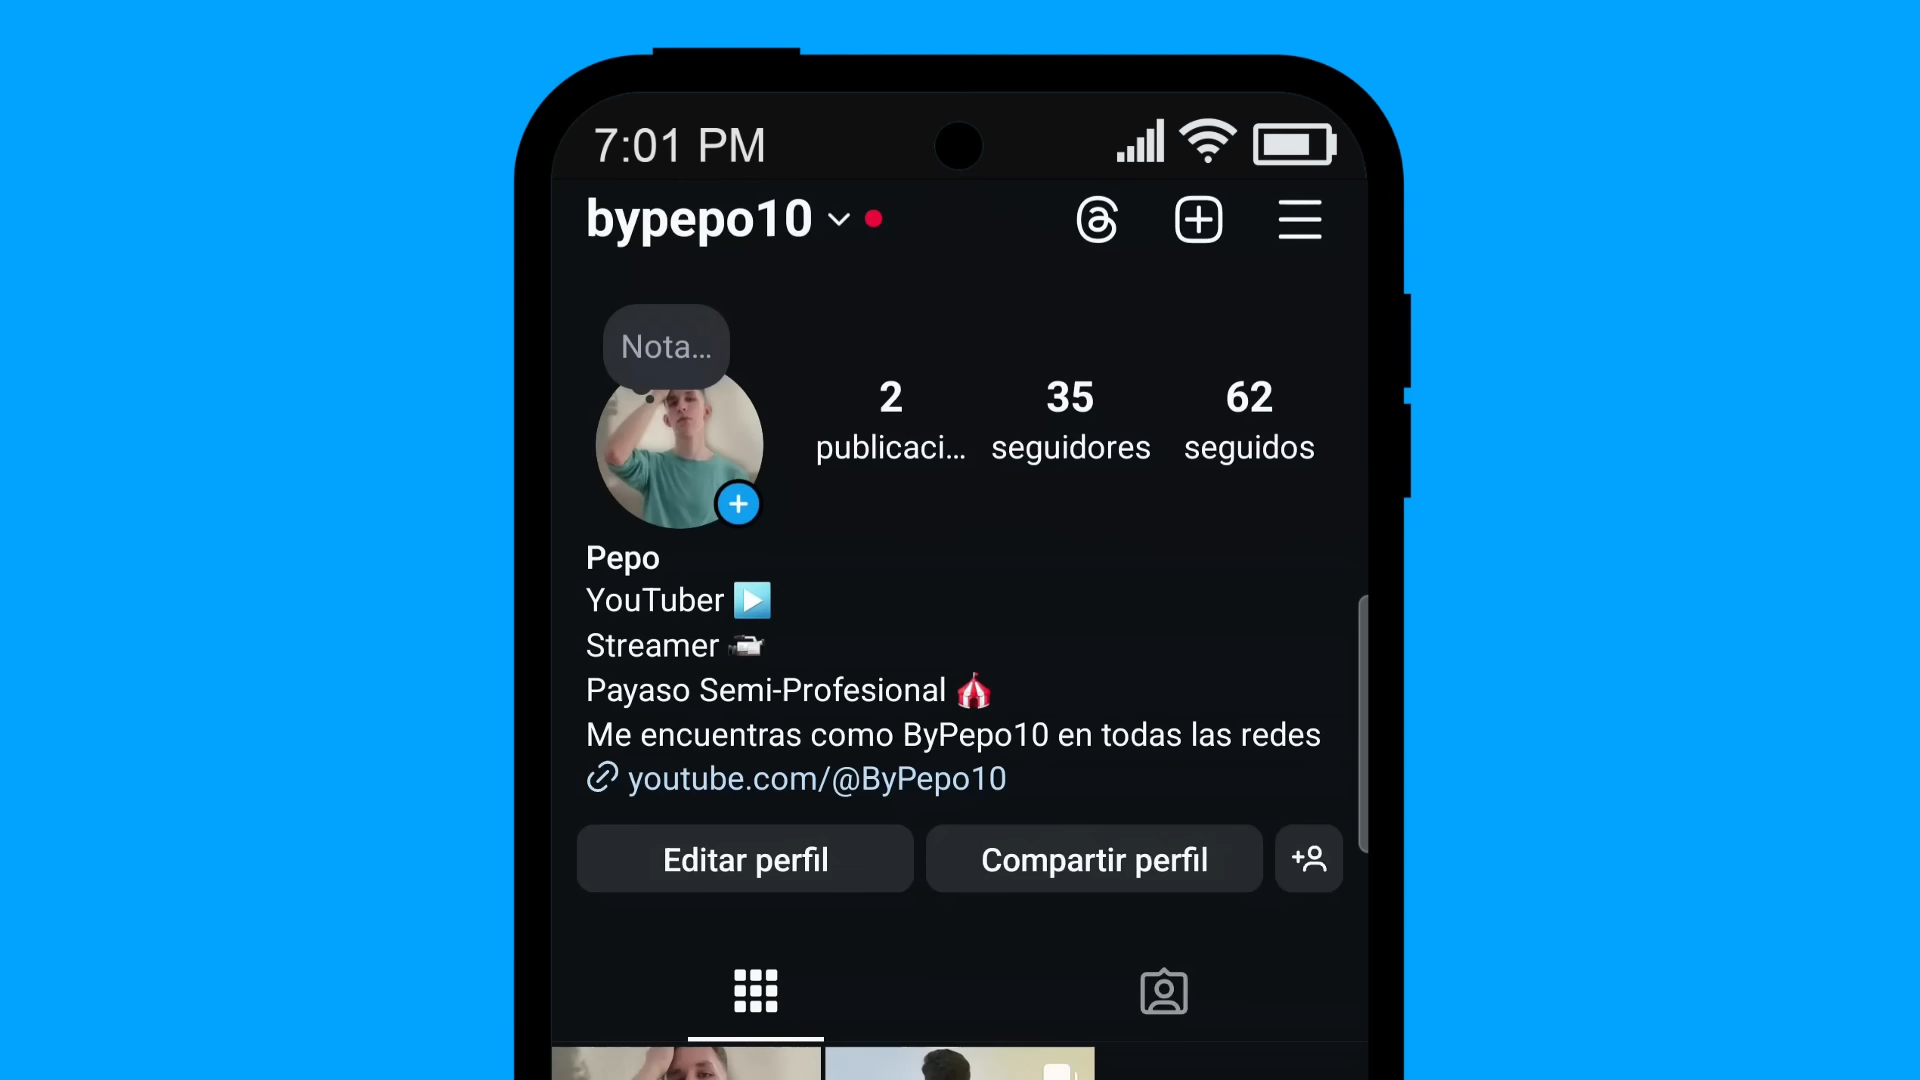 7:01 PM
bypepo10
Nota...
2
35
62
publicaci...
seguidores
seguidos
Pepo
YouTuber
Streamer
Payaso Semi-Profesional
Me encuentras como ByPepo10 en todas las redes
youtube.com/@ByPepo10
Editar perfil
Compartir perfil